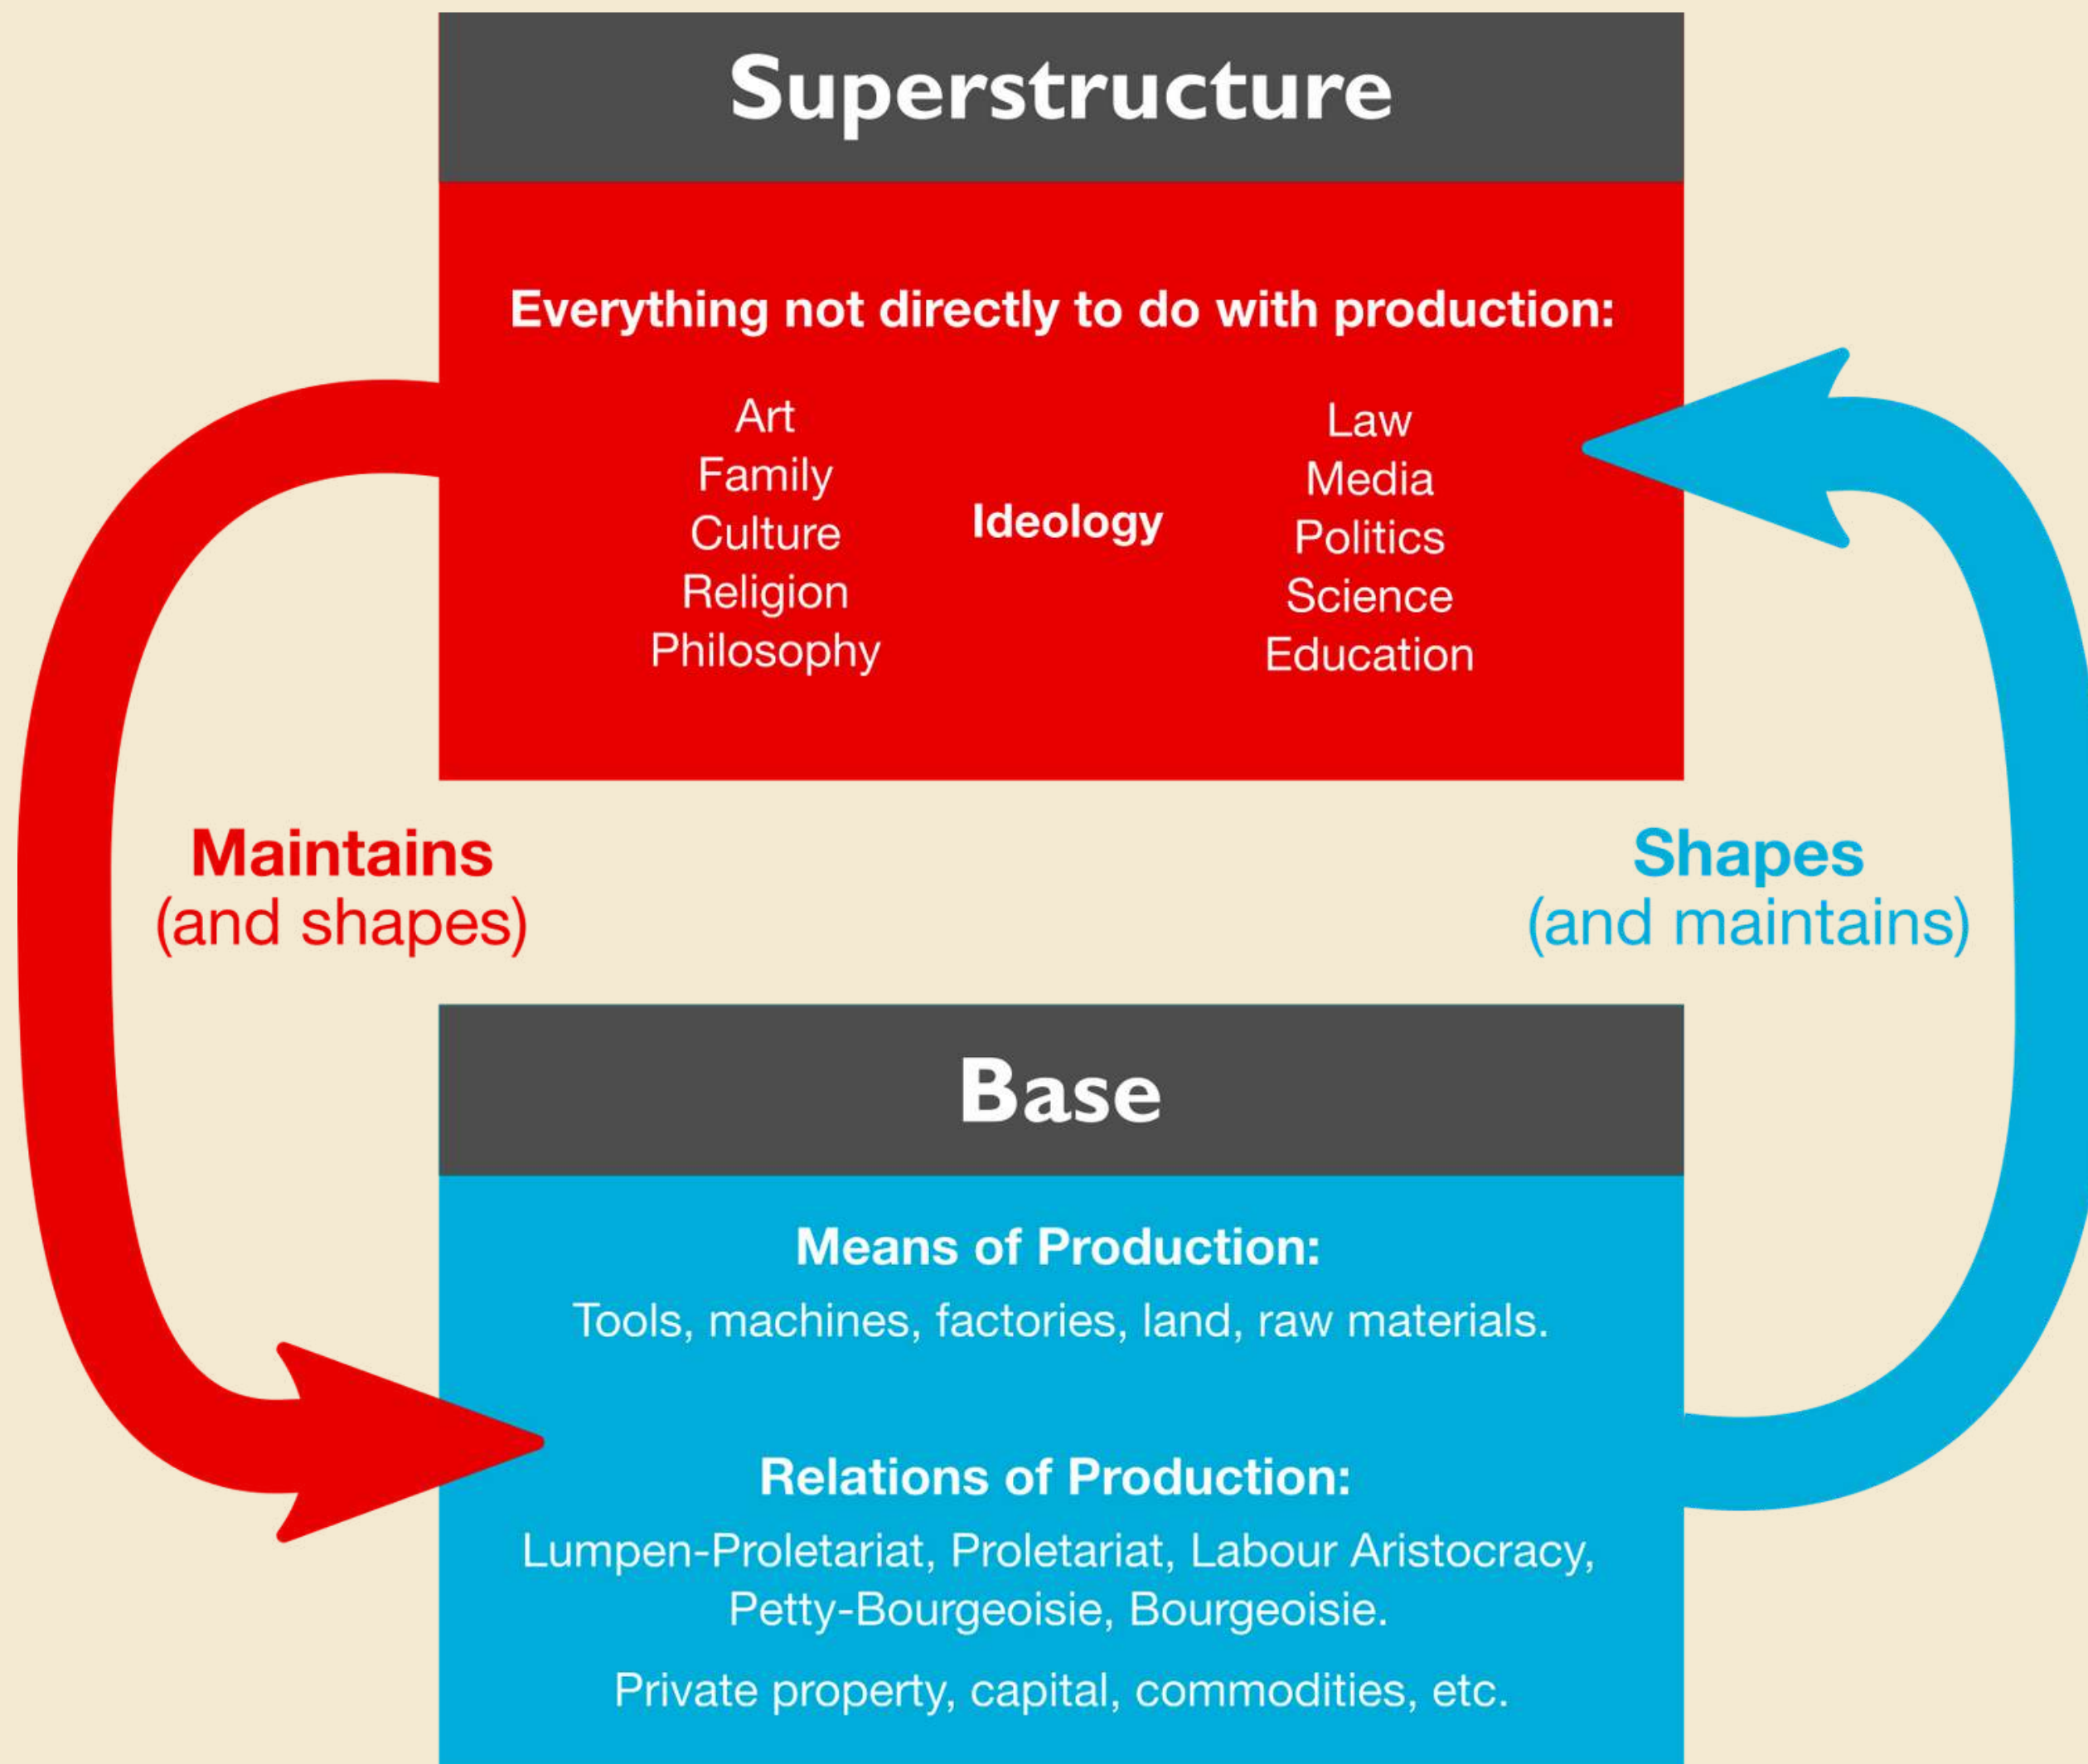 Superstructure
Everything not directly to do with production:
Art
Family
Culture
Religion
Philosophy
Ideology
Law
Media
Politics
Science
Education
Maintains
(and shapes)
Shapes
(and maintains)
Base
Means of Production:
Tools, machines, factories, land, raw materials.
Relations of Production:
Lumpen-Proletariat, Proletariat, Labour Aristocracy,
Petty-Bourgeoisie, Bourgeoisie.
Private property, capital, commodities, etc.